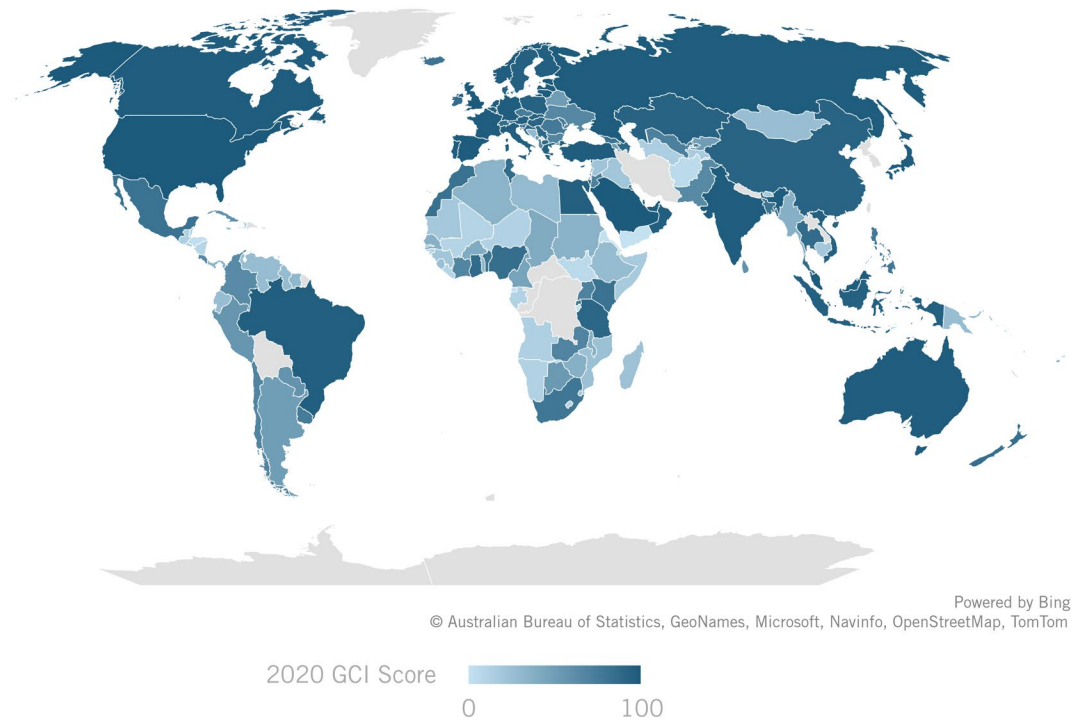 Powered by Bing
© Australian Bureau of Statistics, GeoNames, Microsoft, Navinfo, OpenStreetMap, TomTom
2020 GCI Score
0 100